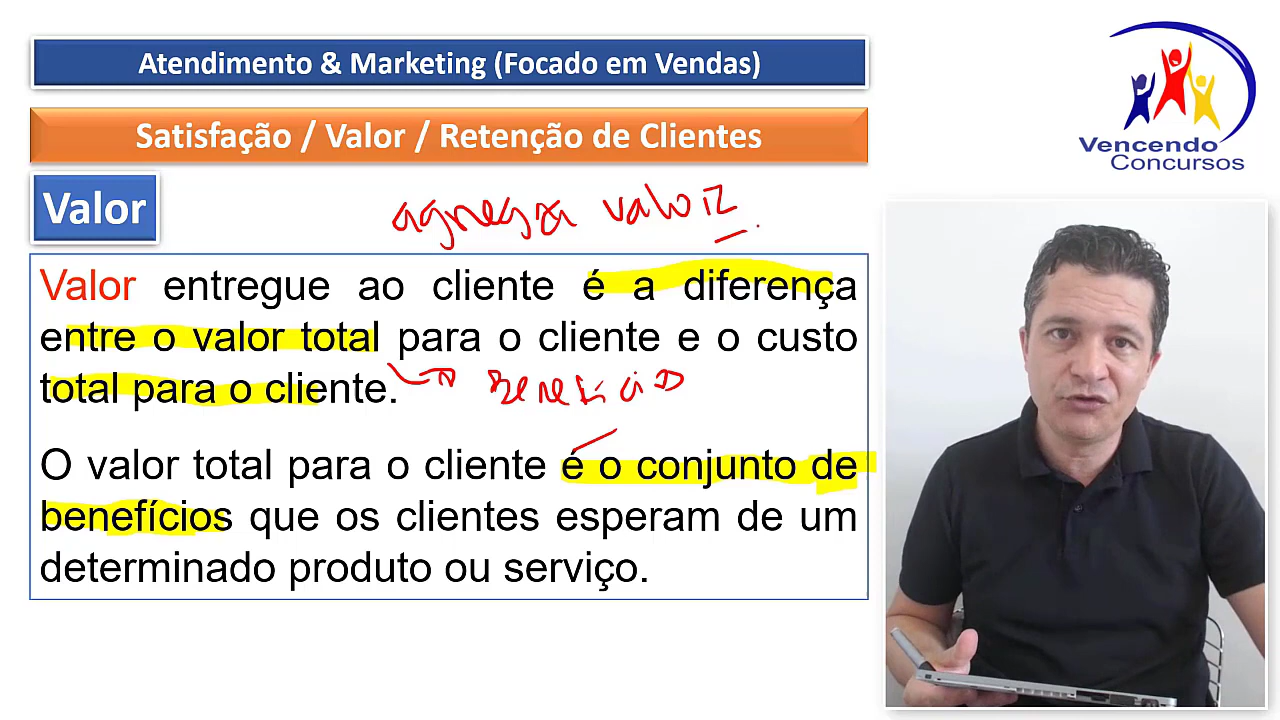 Atendimento & Marketing (Focado em Vendas)
Satisfação / Valor / Retenção de Clientes
Valor
agrega valor.
Valor entregue ao cliente é a diferença
entre o valor total para o cliente e o custo
total para o cliente.
Benefício
O valor total para o cliente é o conjunto de
benefícios que os clientes esperam de um
determinado produto ou serviço.
Vencendo
Concursos